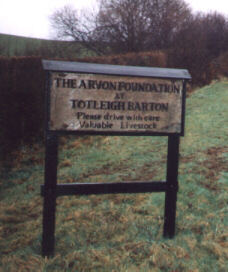 THE ARVON FOUNDATION
AT
TOTLEIGH BARTON
Please drive with care
Valuable Livestock